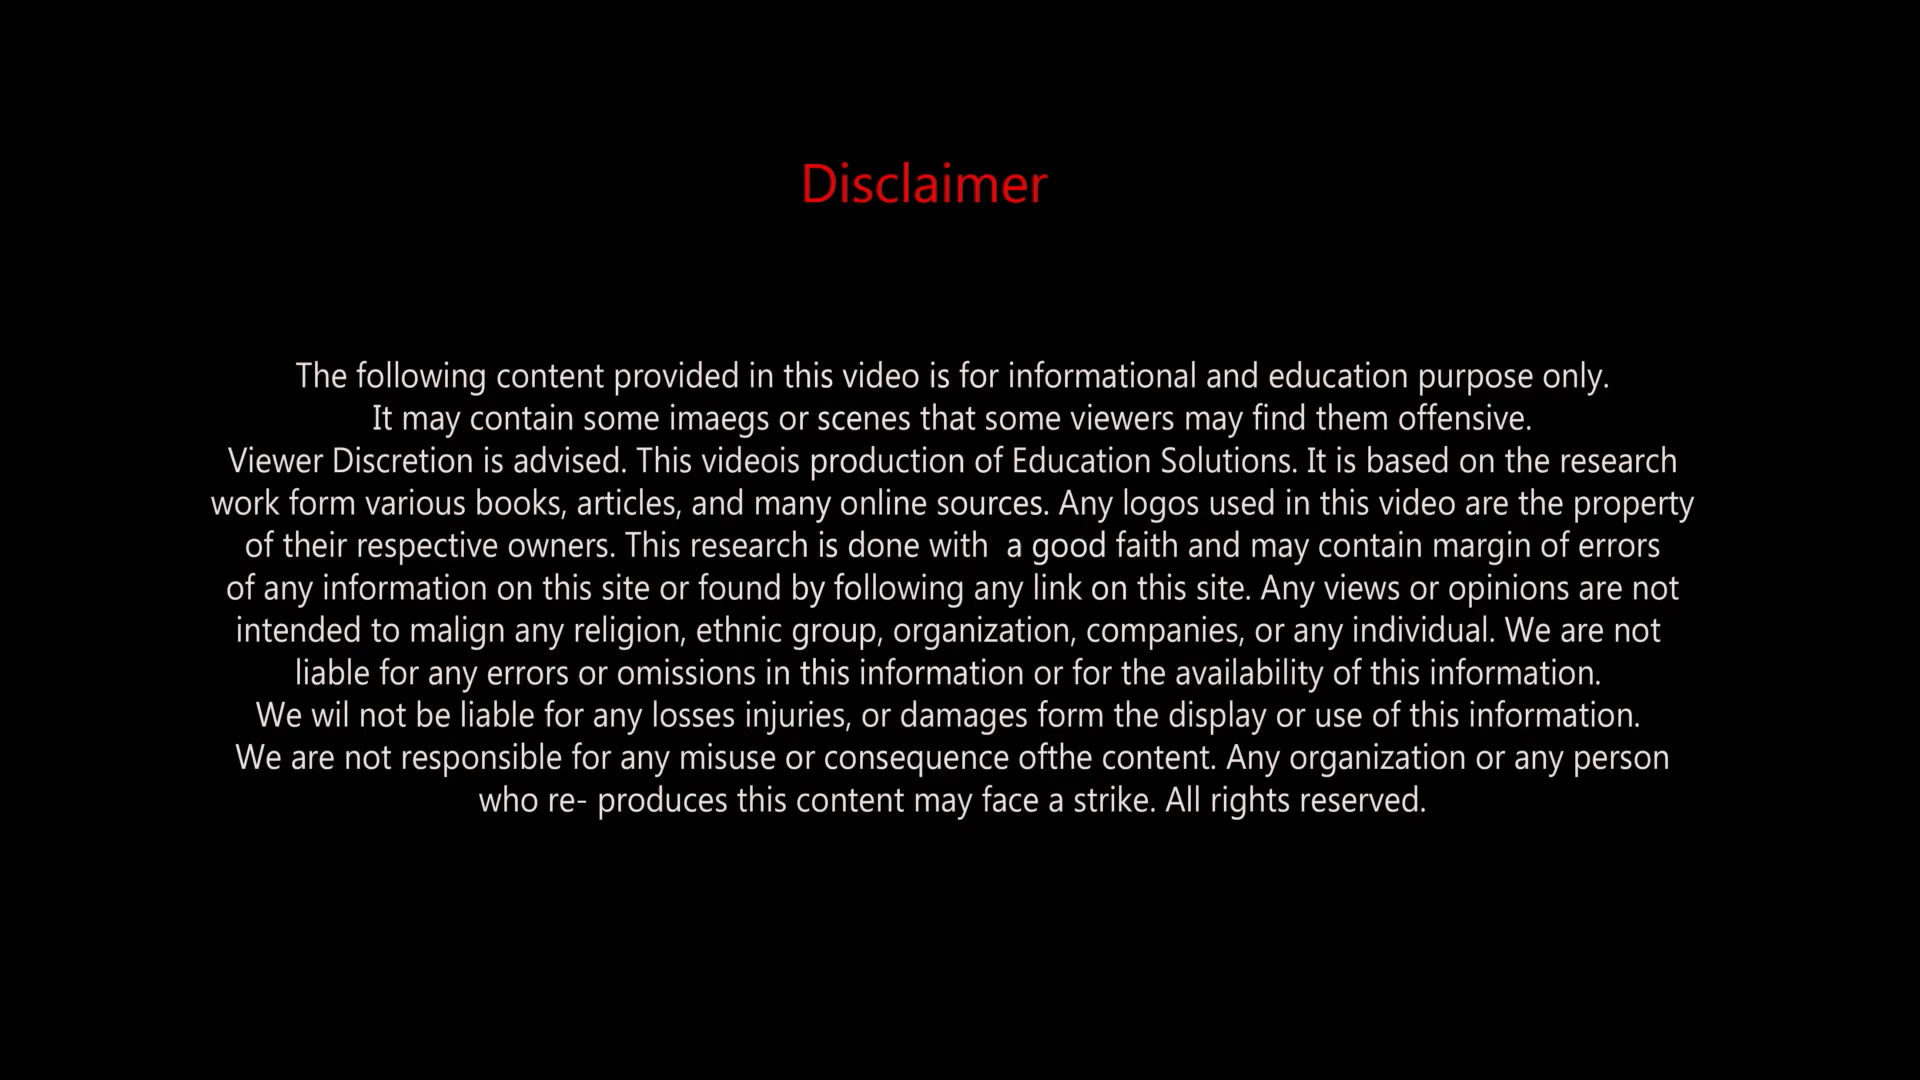 Disclaimer
The following content provided in this video is for informational and education purpose only.
It may contain some imaegs or scenes that some viewers may find them offensive.
Viewer Discretion is advised. This videois production of Education Solutions. It is based on the research
work form various books, articles, and many online sources. Any logos used in this video are the property
of their respective owners. This research is done with  a good faith and may contain margin of errors
of any information on this site or found by following any link on this site. Any views or opinions are not
intended to malign any religion, ethnic group, organization, companies, or any individual. We are not
liable for any errors or omissions in this information or for the availability of this information.
We wil not be liable for any losses injuries, or damages form the display or use of this information.
We are not responsible for any misuse or consequence ofthe content. Any organization or any person
who re- produces this content may face a strike. All rights reserved.